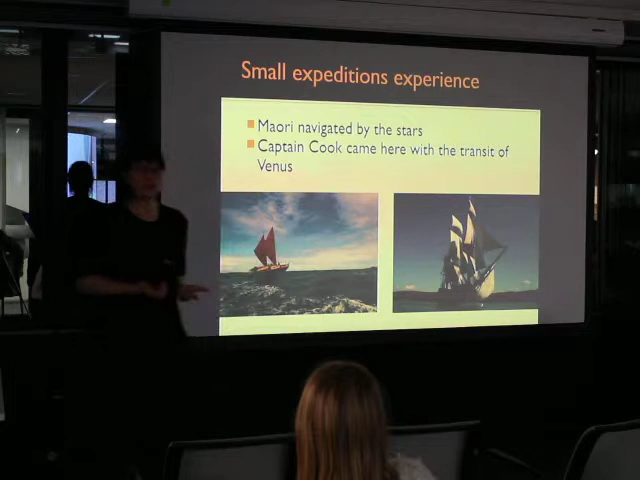 Small expeditions experience
Maori navigated by the stars
Captain Cook came here with the transit of
Venus